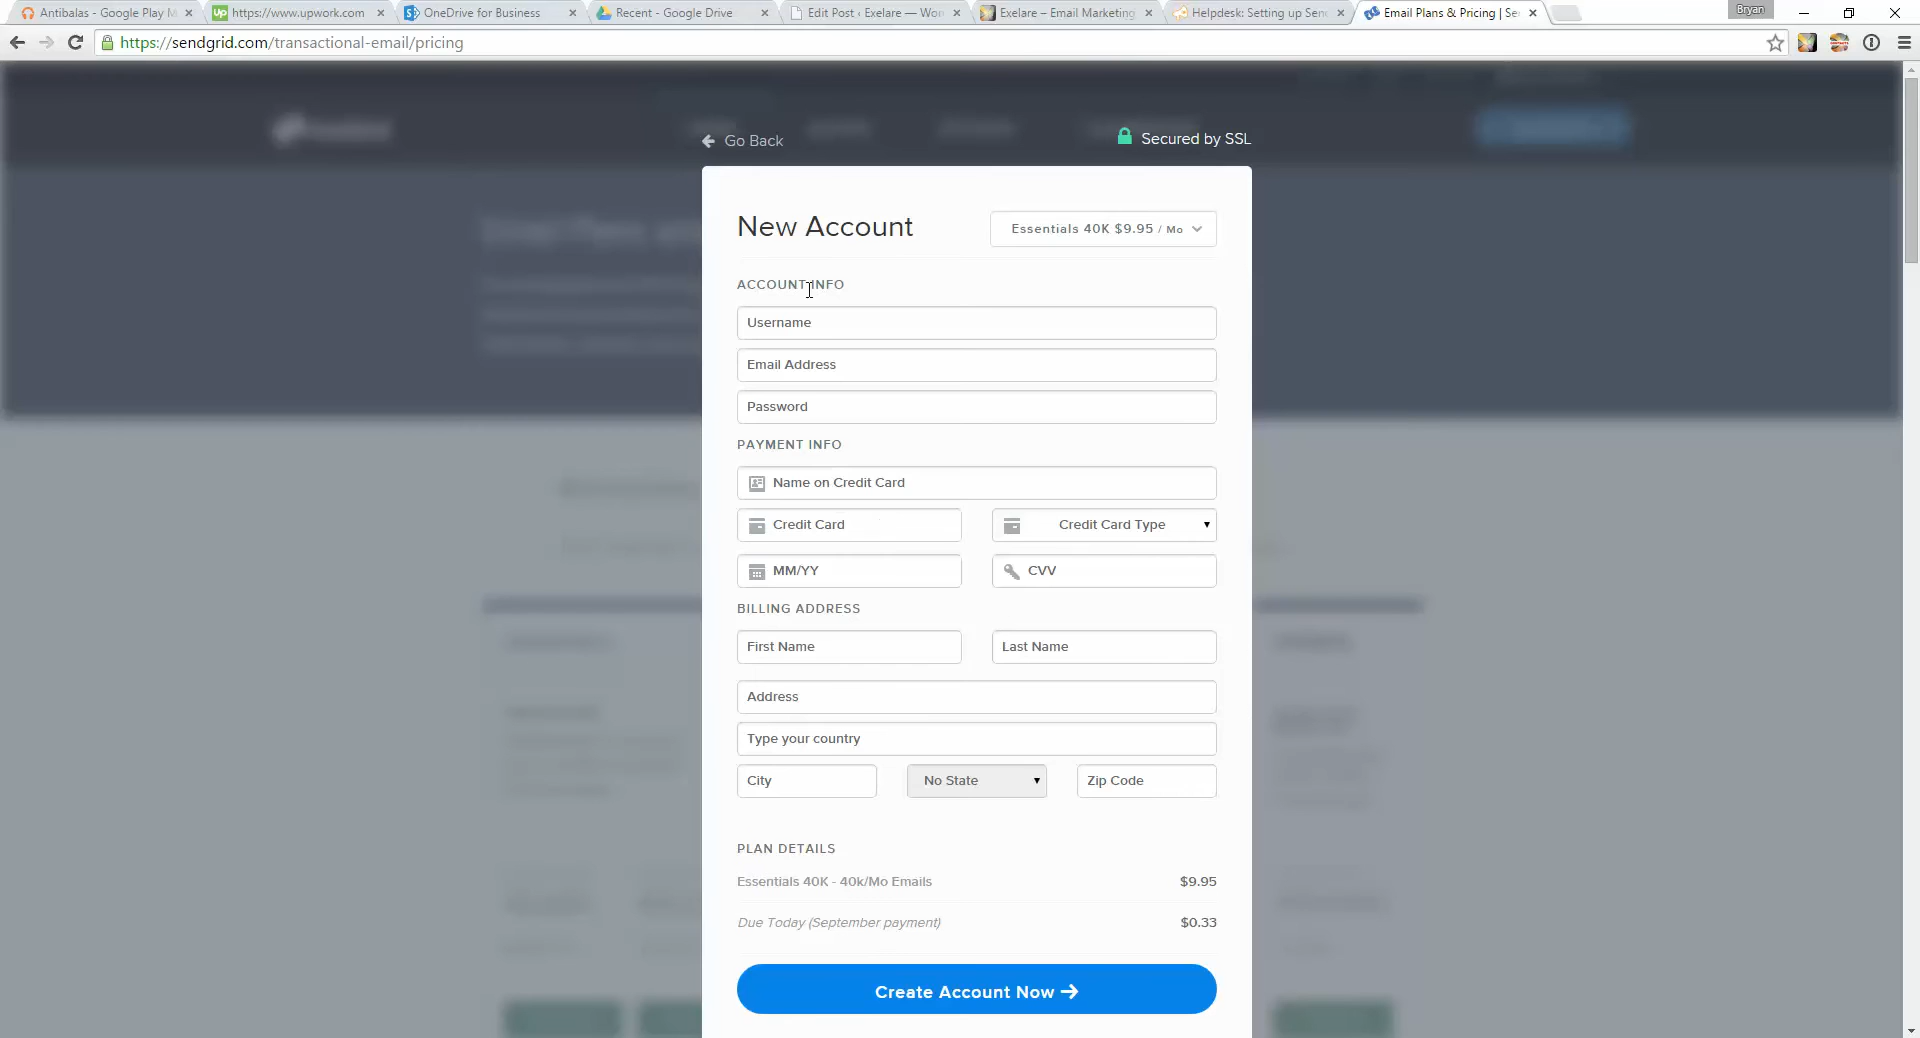 Antibalas - Google Play M
https://www.upwork.com
OneDrive for Business
Recent - Google Drive
Edit Post ‹ Exelare — Wor
Exelare – Email Marketing
Helpdesk: Setting up Sen
Email Plans & Pricing | Se
Bryan
https://sendgrid.com/transactional-email/pricing
Go Back
Secured by SSL
New Account
Essentials 40K $9.95 / Mo
ACCOUNT INFO
Username
Email Address
Password
PAYMENT INFO
Name on Credit Card
Credit Card
Credit Card Type
MM/YY
CVV
BILLING ADDRESS
First Name
Last Name
Address
Type your country
City
No State
Zip Code
PLAN DETAILS
Essentials 40K - 40k/Mo Emails
$9.95
Due Today (September payment)
$0.33
Create Account Now →